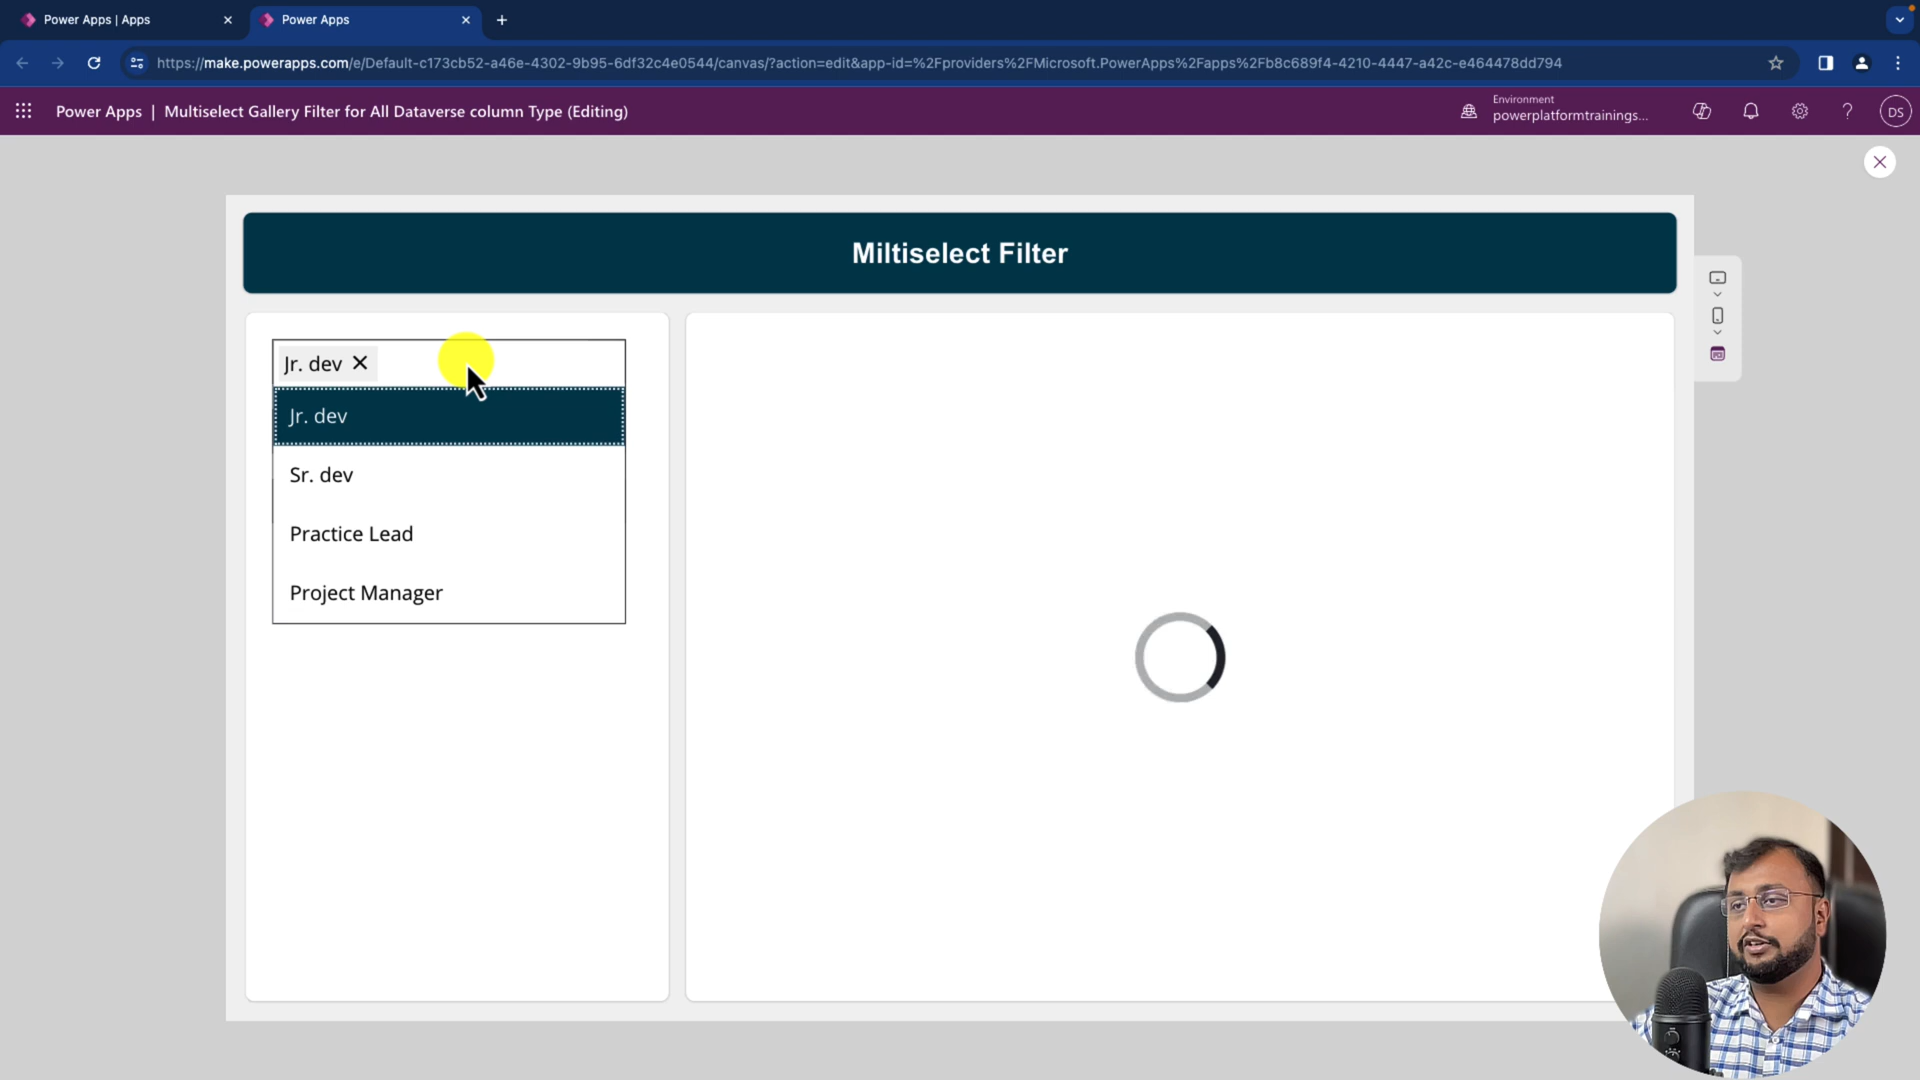 Power Apps | Apps
Power Apps
https://make.powerapps.com/e/Default-c173cb52-a46e-4302-9b95-6df32c4e0544/canvas/?action=edit&app-id=%2Fproviders%2FMicrosoft.PowerApps%2Fapps%2Fb8c689f4-4210-4447-a42c-e464478dd794
Power Apps | Multiselect Gallery Filter for All Dataverse column Type (Editing)
Environment
powerplatformtrainings...
DS
Miltiselect Filter
Jr. dev
Jr. dev
Sr. dev
Practice Lead
Project Manager